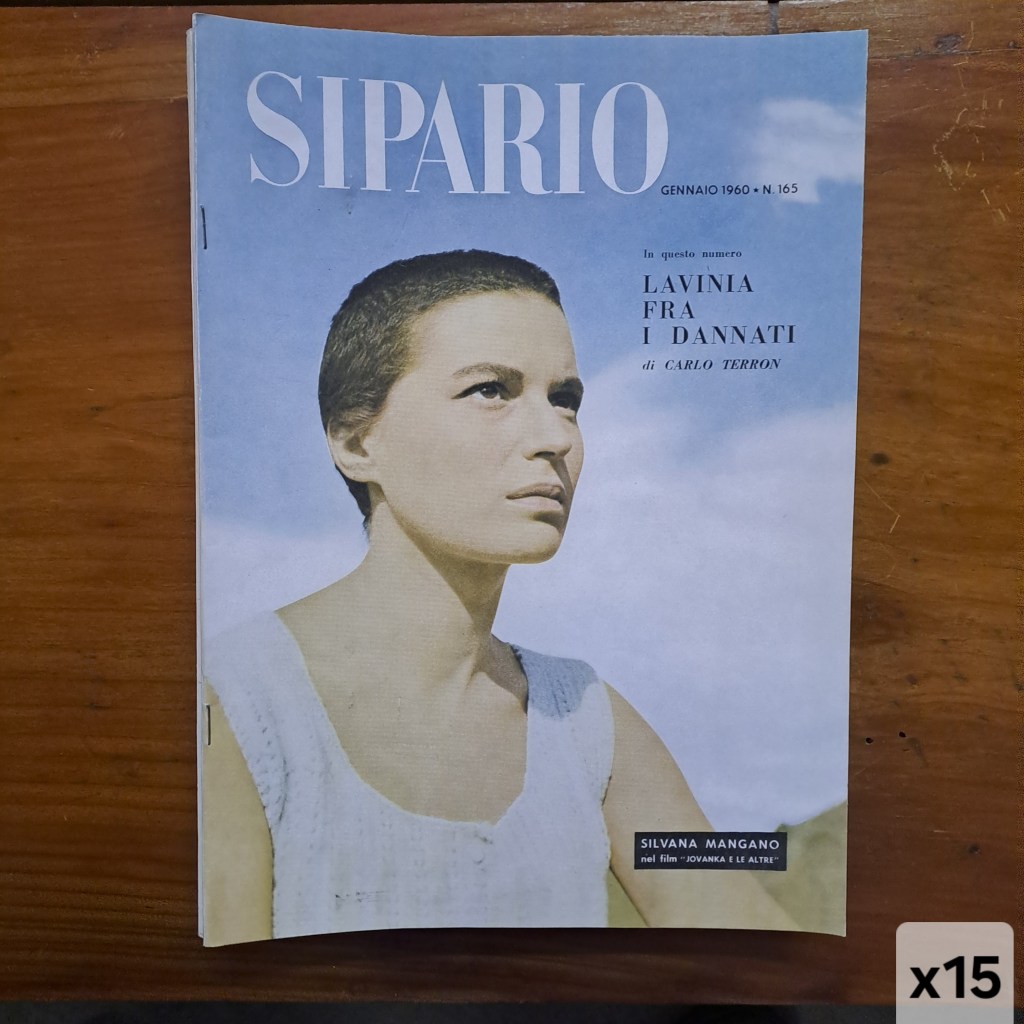 SIPARIO
GENNAIO 1960 ★ N. 165
In questo numero
LAVINIA
FRA
I DANNATI
di CARLO TERRON
SILVANA MANGANO
nel film "JOVANKA E LE ALTRE"
x15